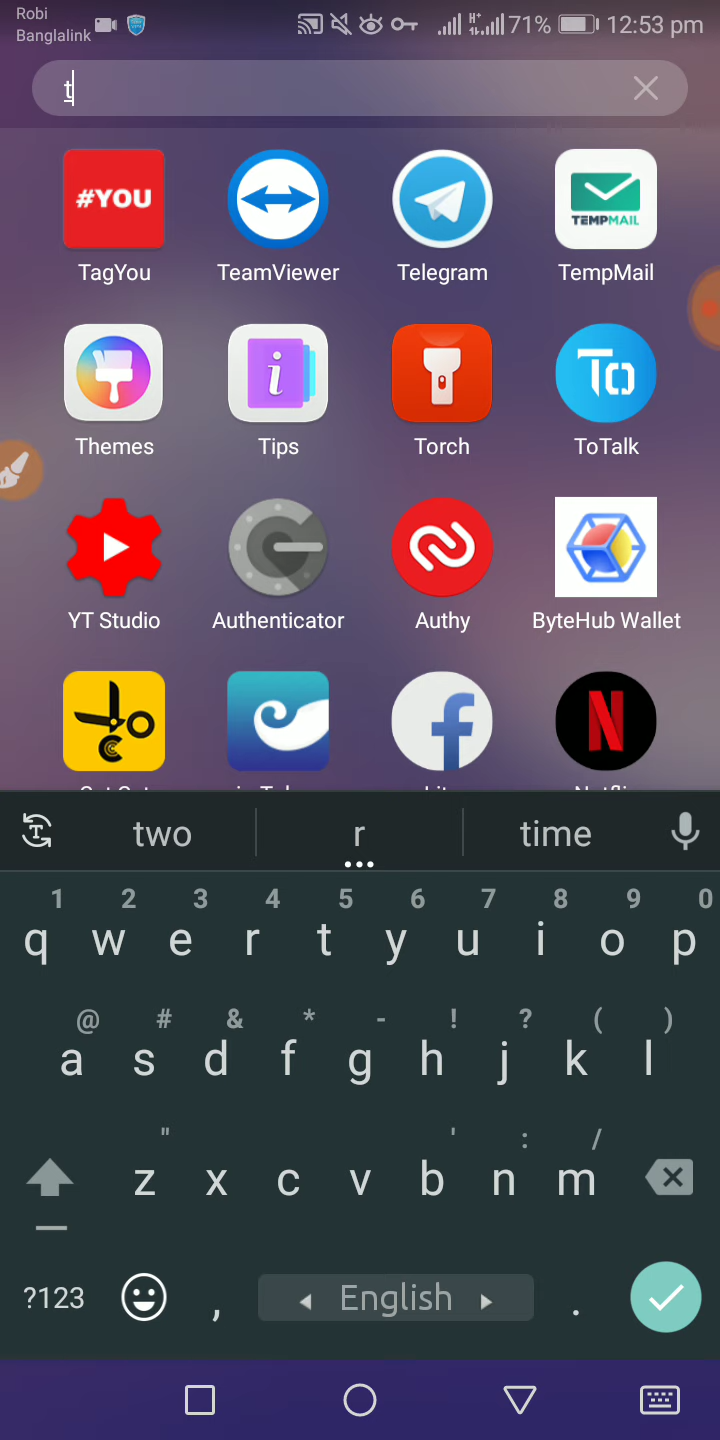 Robi
Banglalink
71% 12:53 pm
t
#YOU
TEMPMAIL
TagYou TeamViewer Telegram TempMail
i To
Themes Tips Torch ToTalk
YT Studio Authenticator Authy ByteHub Wallet
f N
two r time
1 2 3 4 5 6 7 8 9 0
q w e r t y u i o p
@ # & * - ! ? ( )
a s d f g h j k l
" ' : /
z x c v b n m
?123 , English .